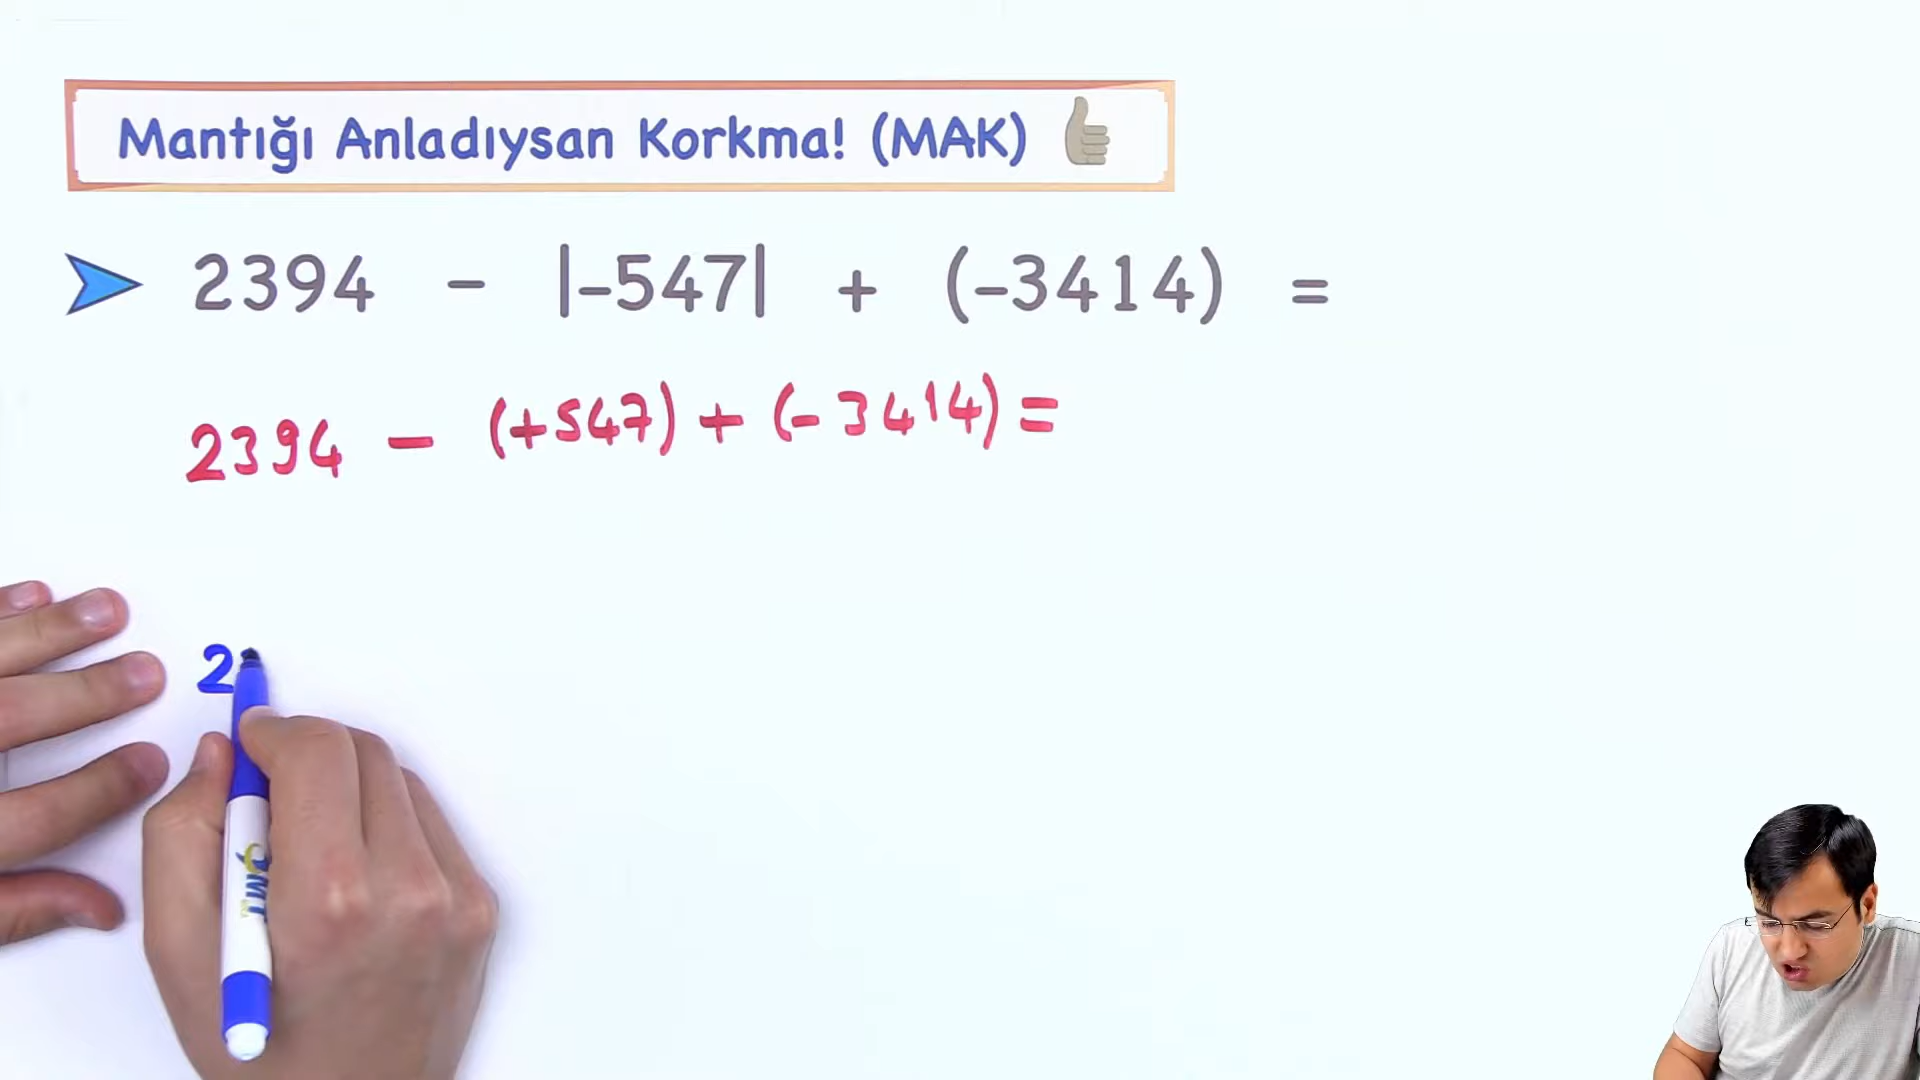 Mantığı Anladıysan Korkma! (MAK)
2394 - |-547| + (-3414) =
2394 - (+547) + (-3414) =
2